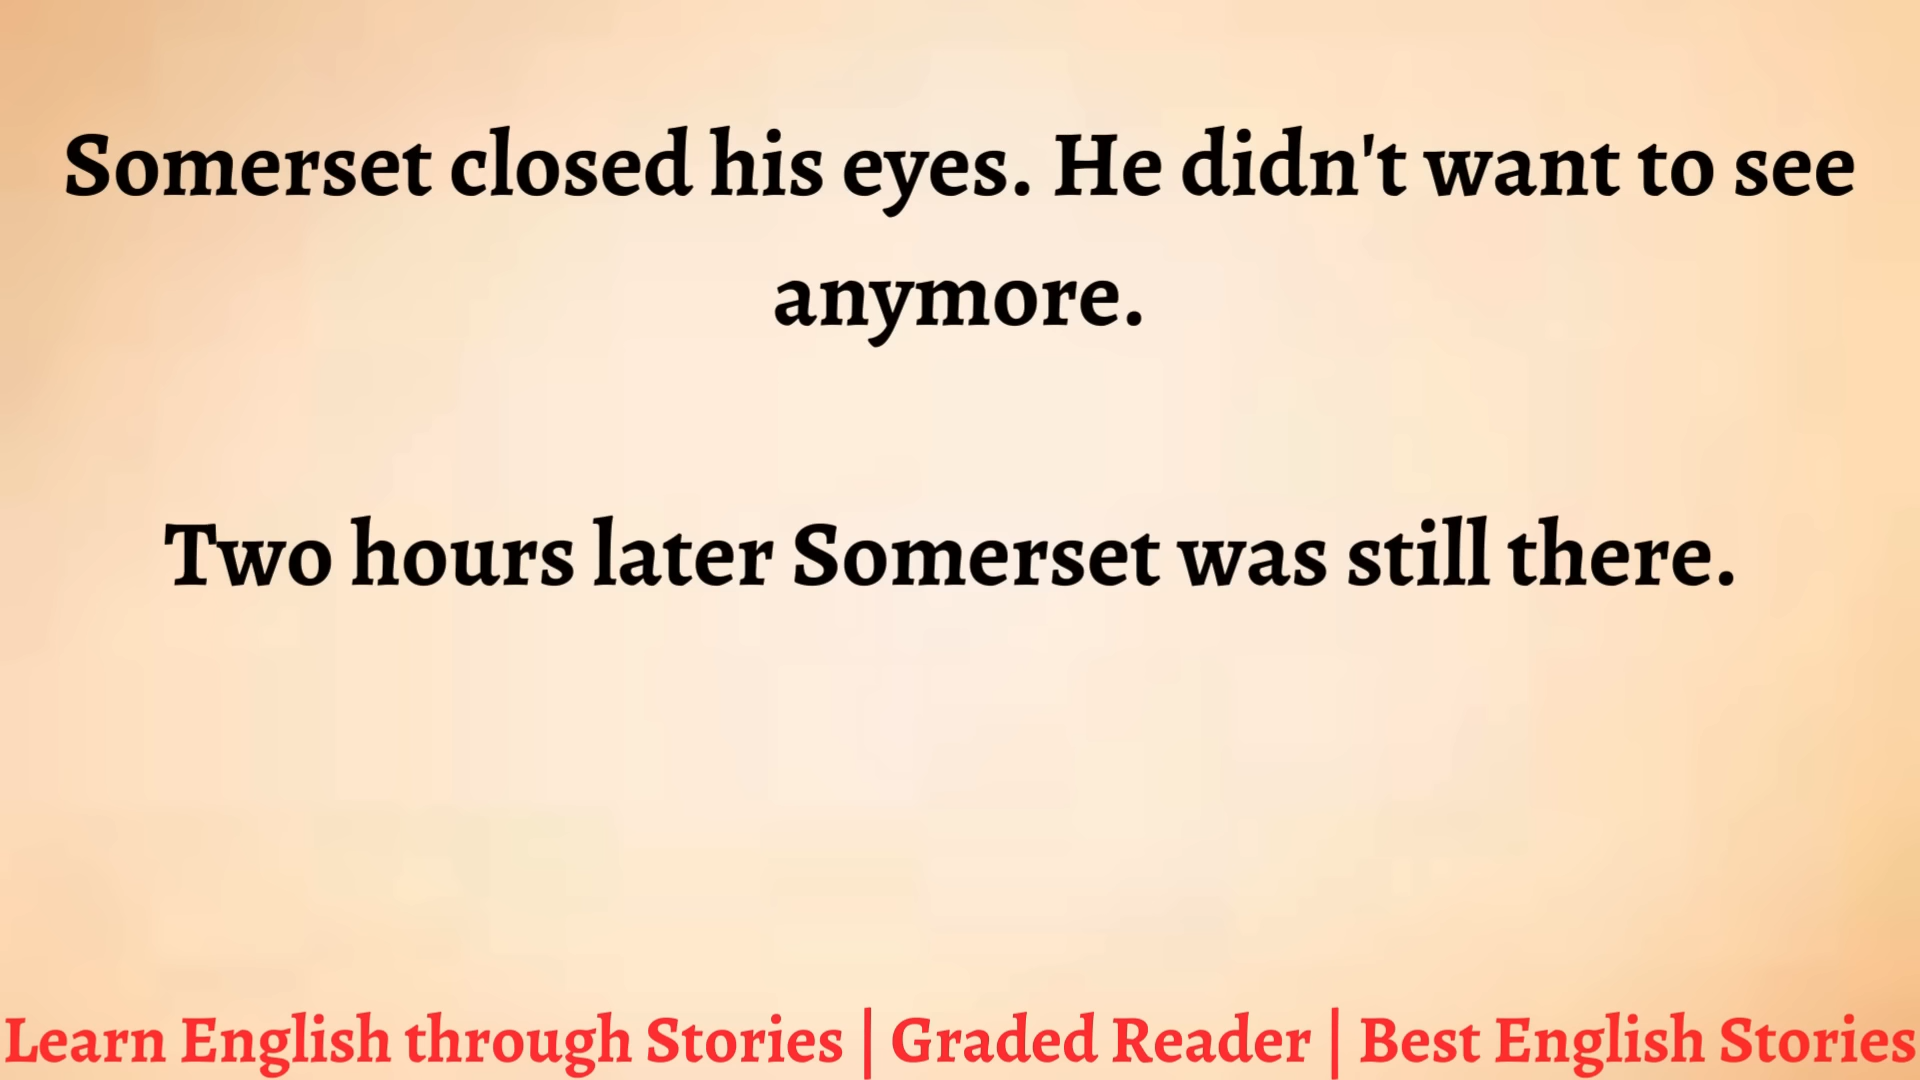 Somerset closed his eyes. He didn't want to see
anymore.
Two hours later Somerset was still there.
Learn English through Stories | Graded Reader | Best English Stories